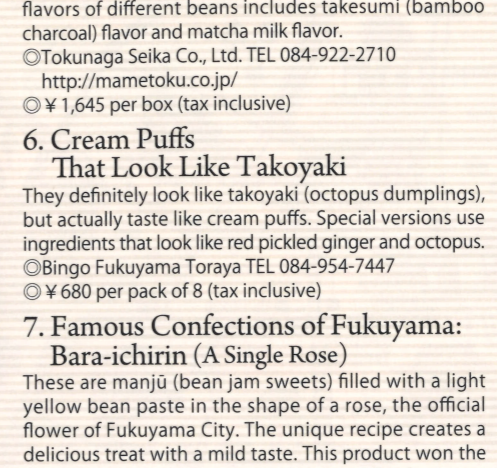 flavors of different beans includes takesumi (bamboo
charcoal) flavor and matcha milk flavor.
◎Tokunaga Seika Co., Ltd. TEL 084-922-2710
http://mametoku.co.jp/
◎¥1,645 per box (tax inclusive)
6. Cream Puffs
That Look Like Takoyaki
They definitely look like takoyaki (octopus dumplings),
but actually taste like cream puffs. Special versions use
ingredients that look like red pickled ginger and octopus.
◎Bingo Fukuyama Toraya TEL 084-954-7447
◎¥680 per pack of 8 (tax inclusive)
7. Famous Confections of Fukuyama:
Bara-ichirin (A Single Rose)
These are manjū (bean jam sweets) filled with a light
yellow bean paste in the shape of a rose, the official
flower of Fukuyama City. The unique recipe creates a
delicious treat with a mild taste. This product won the